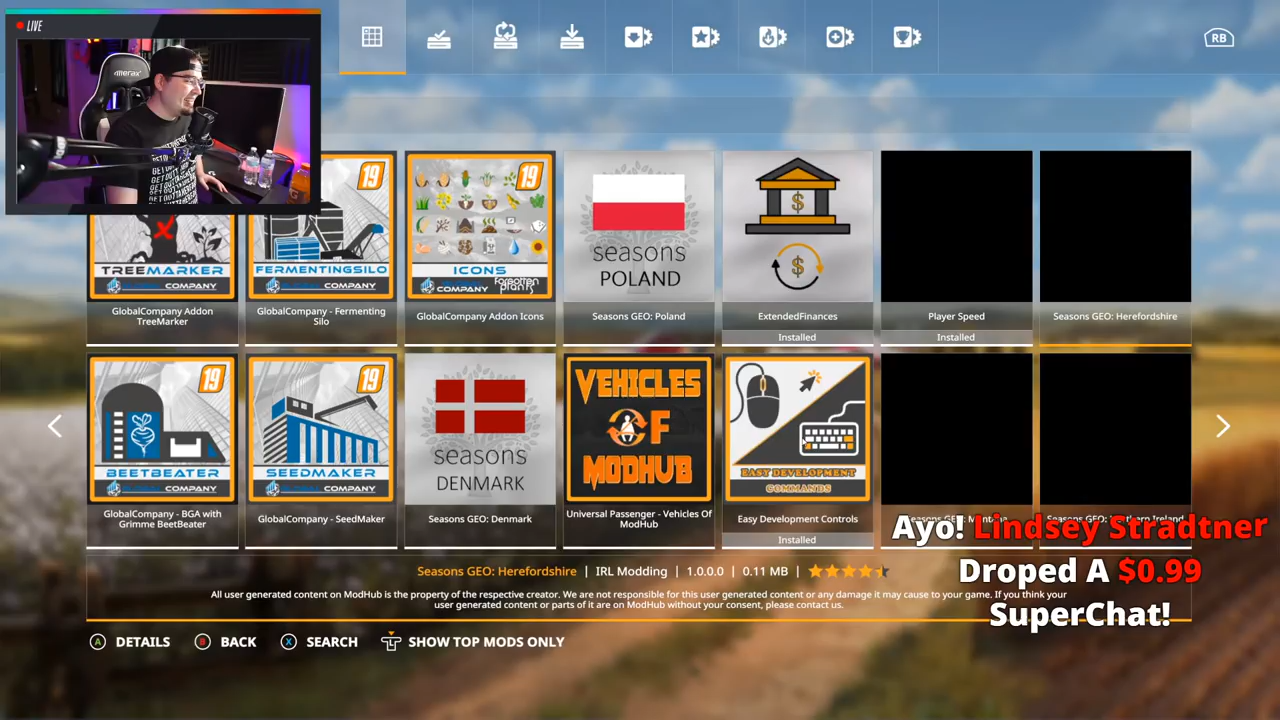 LIVE
RB
19
19
TREEMARKER
COMPANY
FERMENTINGSILO
COMPANY
ICONS
COMPANY
seasons
POLAND
GlobalCompany Addon
TreeMarker
GlobalCompany - Fermenting
Silo
GlobalCompany Addon Icons
Seasons GEO: Poland
ExtendedFinances
Installed
Player Speed
Installed
Seasons GEO: Herefordshire
19
BEETBEATER
GLOBAL COMPANY
19
SEEDMAKER
GLOBAL COMPANY
seasons
DENMARK
VEHICLES
OF
MODHUB
EASY DEVELOPMENT
COMMANDS
GlobalCompany - BGA with
Grimme BeetBeater
GlobalCompany - SeedMaker
Seasons GEO: Denmark
Universal Passenger - Vehicles Of
ModHub
Easy Development Controls
Installed
Ayo! Lindsey Stradtner
Droped A $0.99
SuperChat!
Seasons GEO: Herefordshire | IRL Modding | 1.0.0.0 | 0.11 MB |
All user generated content on ModHub is the property of the respective creator. We are not responsible for this user generated content or any damage it may cause to your game. If you think your
user generated content or parts of it are on ModHub without your consent, please contact us.
A DETAILS
B BACK
X SEARCH
SHOW TOP MODS ONLY